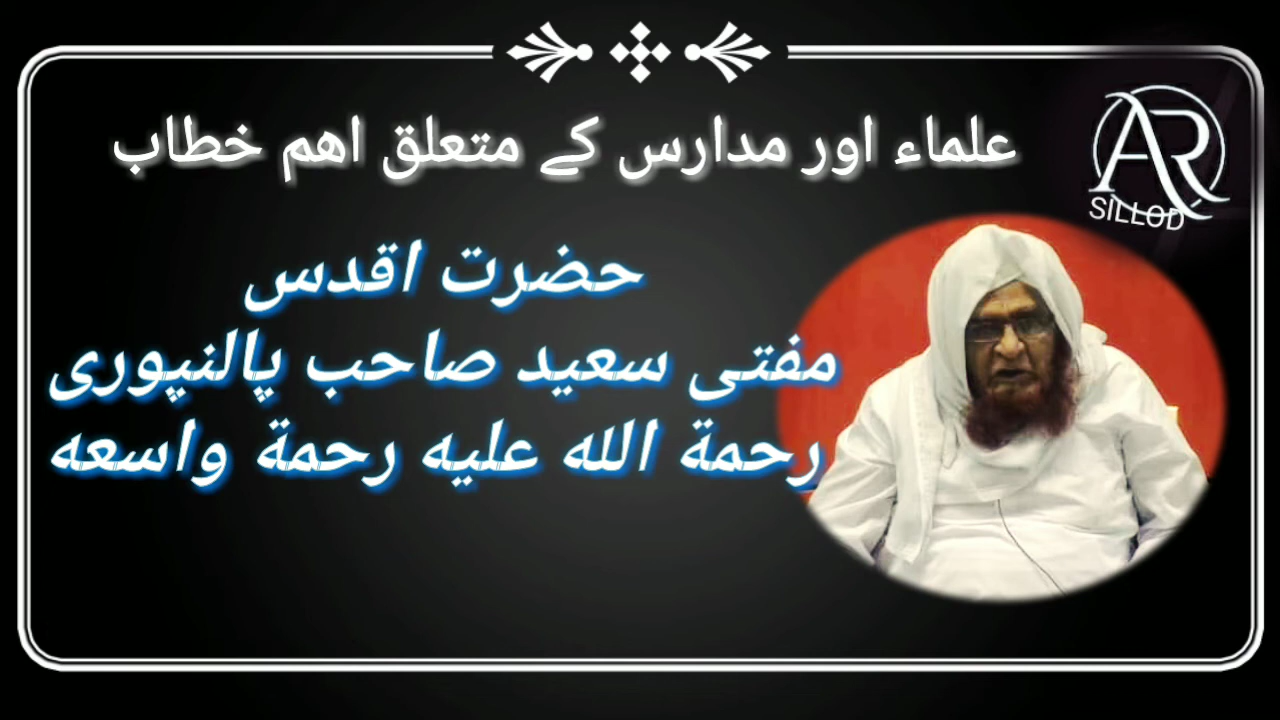 علماء اور مدارس کے متعلق اهم خطاب
AR
SILLOD
حضرت اقدس
مفتی سعید صاحب پالنپوری
رحمة الله علیه رحمة واسعه